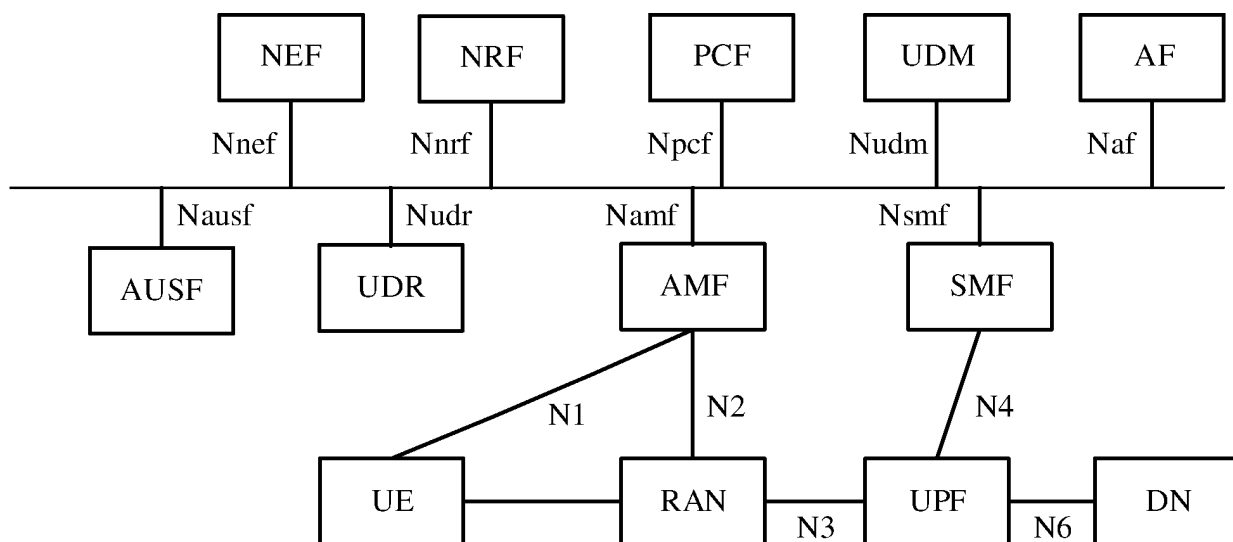 NEF NRF PCF UDM AF
Nnef Nnrf Npcf Nudm Naf
Nausf Nudr Namf Nsmf
AUSF UDR AMF SMF
N1 N2 N4
UE RAN UPF DN
N3 N6